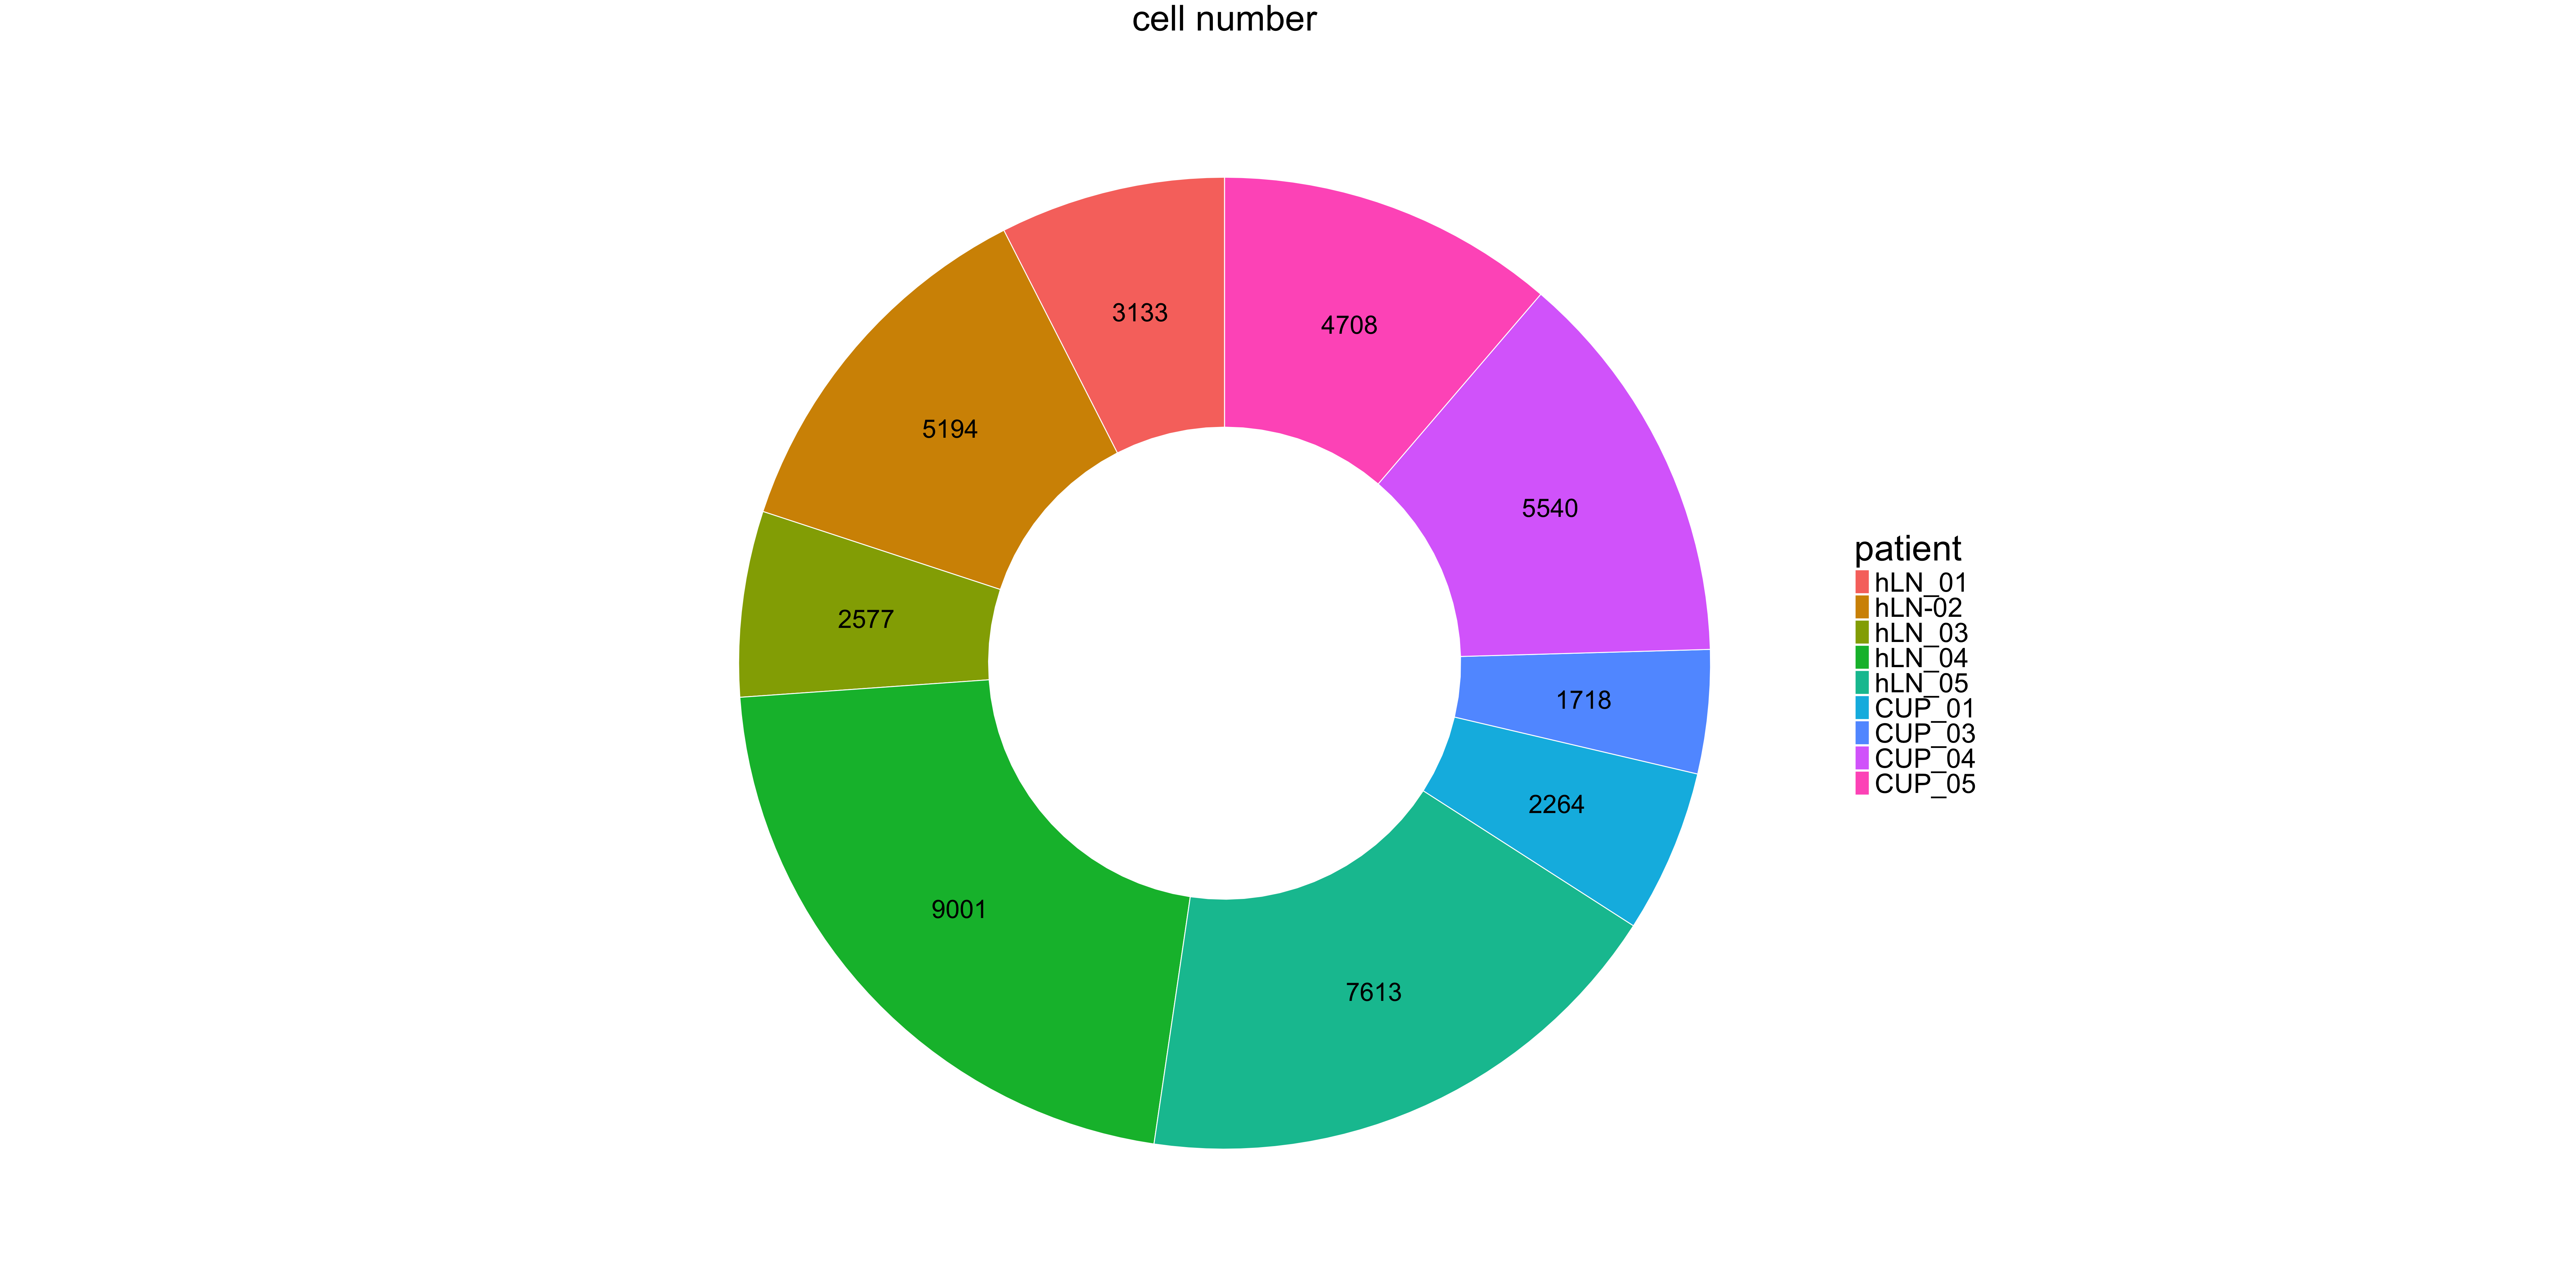 cell number
3133
4708
5194
5540
2577
1718
2264
9001
7613
patient
hLN_01
hLN-02
hLN_03
hLN_04
hLN_05
CUP_01
CUP_03
CUP_04
CUP_05